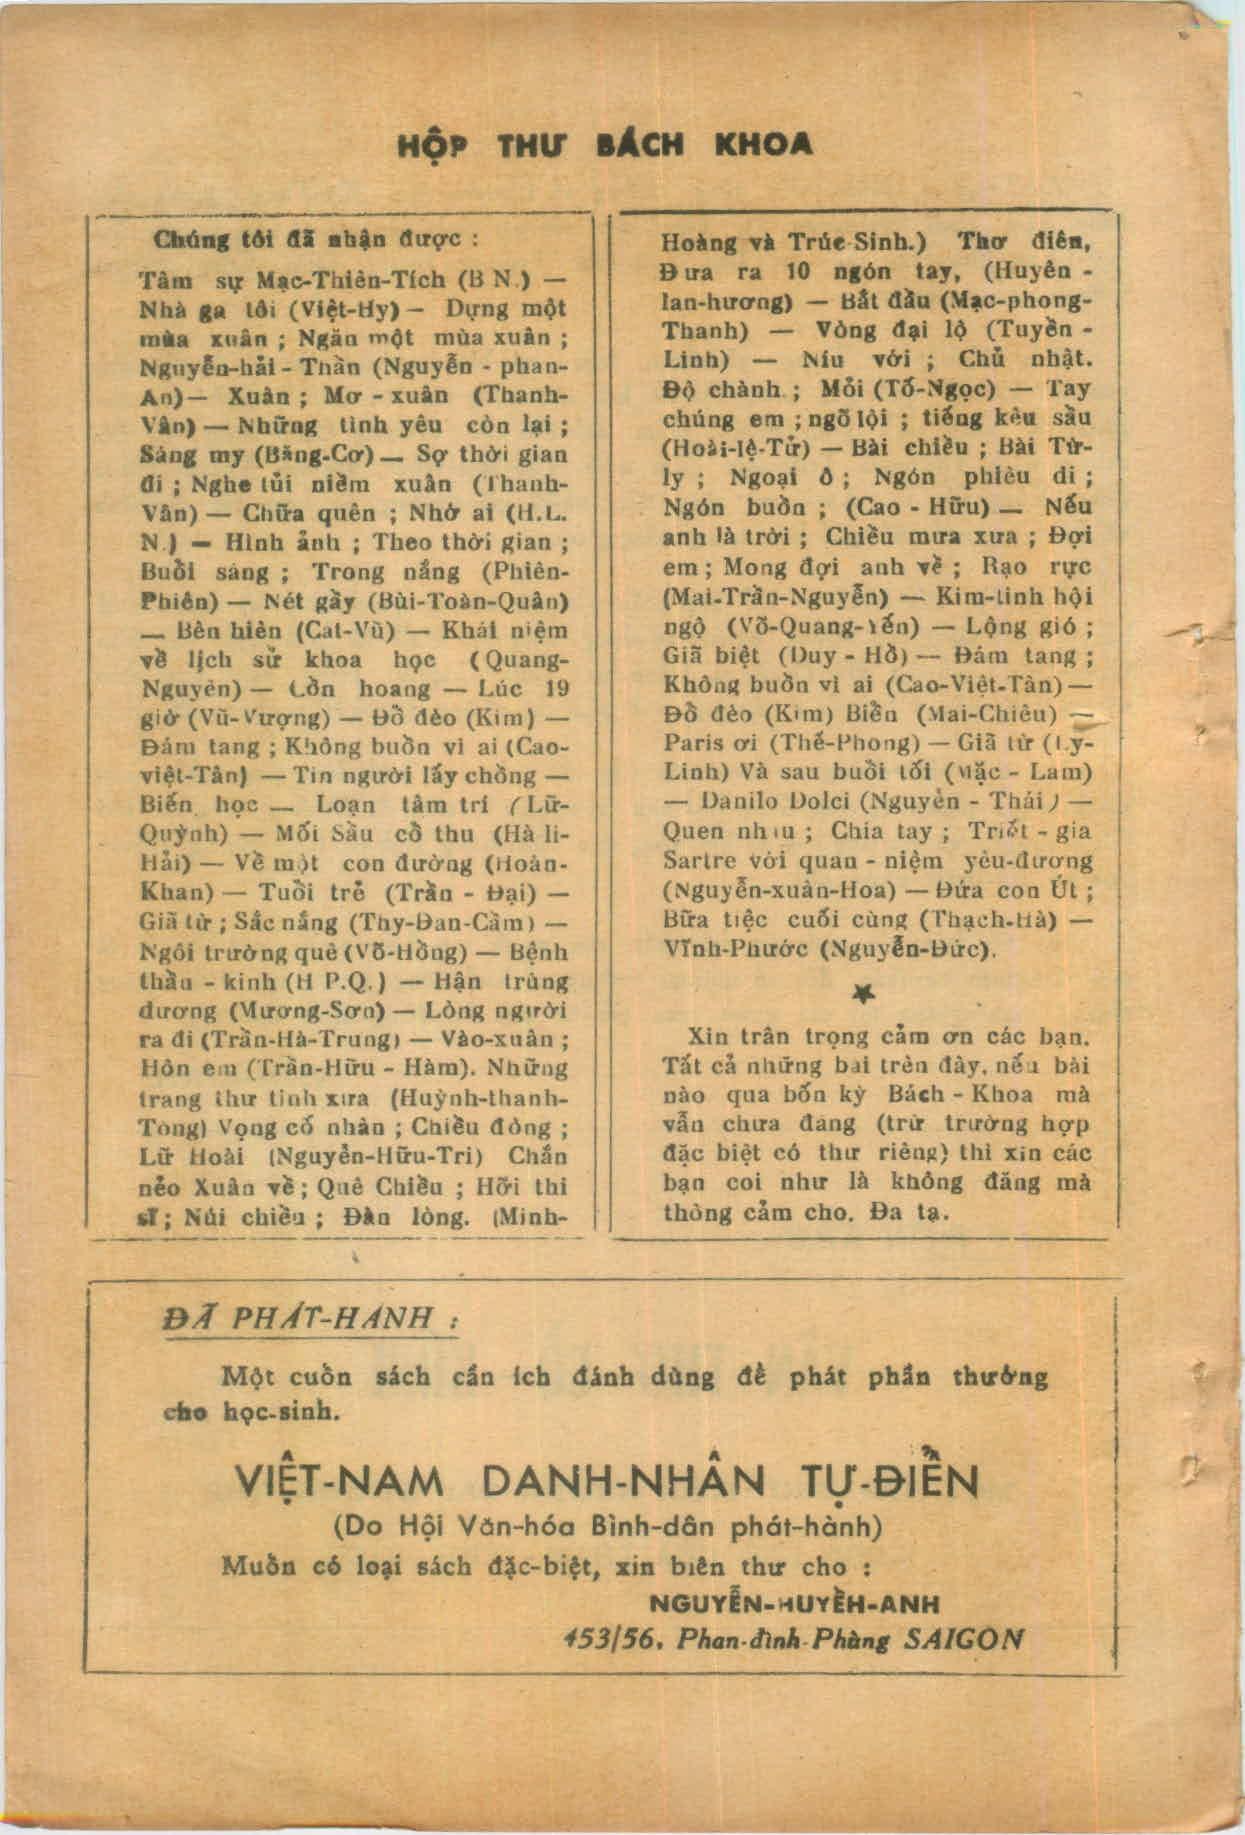 HỘP THƯ BÁCH KHOA
Chúng tôi đã nhận được :
Tâm sự Mạc-Thiên-Tích (B N.) —
Nhà ga tôi (Việt-Hy) — Dựng một
mùa xuân ; Ngăn một mùa xuân ;
Nguyễn-hải - Thần (Nguyễn - phan-
An)— Xuân ; Mơ - xuân (Thanh-
Vân) — Những tình yêu còn lại ;
Sáng my (Băng-Cơ) — Sợ thời gian
đi ; Nghe tủi niềm xuân (Thanh-
Vân) — Chữa quên ; Nhớ ai (H.L.
N.) — Hình ảnh ; Theo thời gian ;
Buổi sáng ; Trong nắng (Phiên-
Phiên) — Nét gầy (Bùi-Toàn-Quân)
— Bên hiên (Cat-Vũ) — Khái niệm
về lịch sử khoa học (Quang-
Nguyên) — Cồn hoang — Lúc 19
giờ (Vũ-Vượng) — Đồ đèo (Kim) —
Đám tang ; Không buồn vì ai (Cao-
việt-Tân) — Tin người lấy chồng —
Biến học — Loạn tâm trí (Lữ-
Quỳnh) — Mối Sầu cô thu (Hà li-
Hải) — Về một con đường (Hoàn-
Khan) — Tuổi trẻ (Trần - Đại) —
Giã từ ; Sắc nắng (Thy-Đan-Cầm) —
Ngôi trường quê (Võ-Hồng) — Bệnh
thần - kinh (H P.Q.) — Hận trùng
dương (Mương-Sơn) — Lòng người
ra đi (Trần-Hà-Trung) — Vào-xuân ;
Hôn em (Trần-Hữu - Hàm). Những
trang thư tình xưa (Huỳnh-thanh-
Tòng) Vọng cố nhân ; Chiều đông ;
Lữ Hoài (Nguyễn-Hữu-Tri) Chắn
nẻo Xuân về ; Quê Chiều ; Hỡi thi
sĩ ; Núi chiều ; Đàn lòng. (Minh-
Hoàng và Trúc-Sinh.) Thơ điên,
Đưa ra 10 ngón tay, (Huyên -
lan-hương) — Bắt đầu (Mạc-phong-
Thanh) — Vòng đại lộ (Tuyền -
Linh) — Níu với ; Chủ nhật.
Độ chành ; Mỏi (Tố-Ngọc) — Tay
chúng em ; ngõ lội ; tiếng kêu sầu
(Hoài-lệ-Tử) — Bài chiều ; Bài Từ-
ly ; Ngoại ô ; Ngón phiêu di ;
Ngón buồn ; (Cao - Hữu) — Nếu
anh là trời ; Chiều mưa xưa ; Đợi
em ; Mong đợi anh về ; Rạo rực
(Mai-Trần-Nguyễn) — Kim-tinh hội
ngộ (Võ-Quang-Yến) — Lộng gió ;
Giã biệt (Duy - Hồ) — Đám tang ;
Không buồn vì ai (Cao-Việt-Tân) —
Đồ đèo (Kim) Biền (Mai-Chiêu) —
Paris ơi (Thế-Phong) — Giã từ (Ly-
Linh) Và sau buổi tối (Mặc - Lam)
— Danilo Dolci (Nguyễn - Thái) —
Quen nhau ; Chia tay ; Triết - gia
Sartre với quan - niệm yêu-đương
(Nguyễn-xuân-Hoa) — Đứa con Út ;
Bữa tiệc cuối cùng (Thạch-Hà) —
Vĩnh-Phước (Nguyễn-Đức).
★
Xin trân trọng cảm ơn các bạn.
Tất cả những bài trên đây, nếu bài
nào qua bốn kỳ Bách - Khoa mà
vẫn chưa đăng (trừ trường hợp
đặc biệt có thư riêng) thì xin các
bạn coi như là không đăng mà
thông cảm cho. Đa tạ.
ĐÃ PHÁT-HÀNH :
Một cuốn sách cần ích đánh dùng để phát phần thưởng
cho học-sinh.
VIỆT-NAM DANH-NHÂN TỰ-ĐIỂN
(Do Hội Văn-hóa Bình-dân phát-hành)
Muốn có loại sách đặc-biệt, xin biên thư cho :
NGUYỄN-HUYỀH-ANH
453/56, Phan-đình-Phùng SAIGON